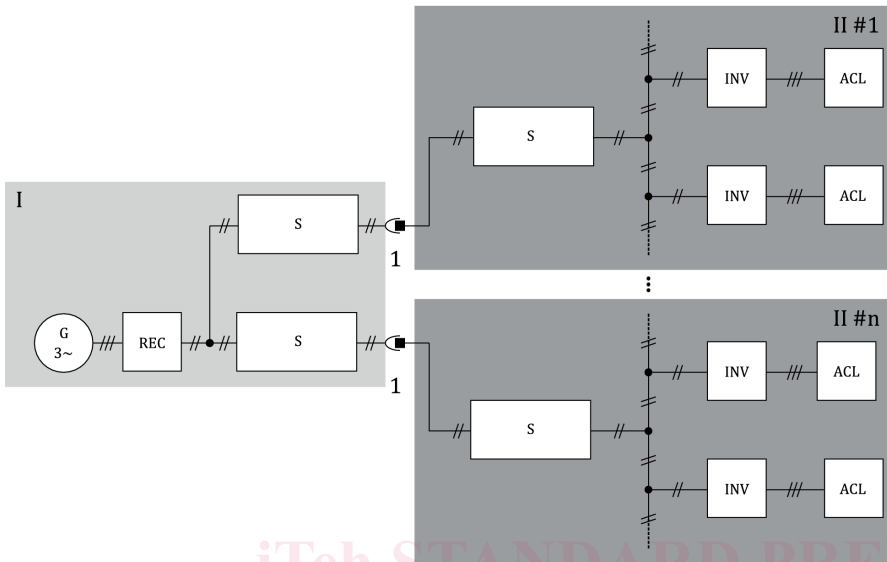 II #1
INV
ACL
S
INV
ACL
I
S
1
G
3~
REC
S
1
II #n
INV
ACL
S
INV
ACL
iTeh STANDARD PRE